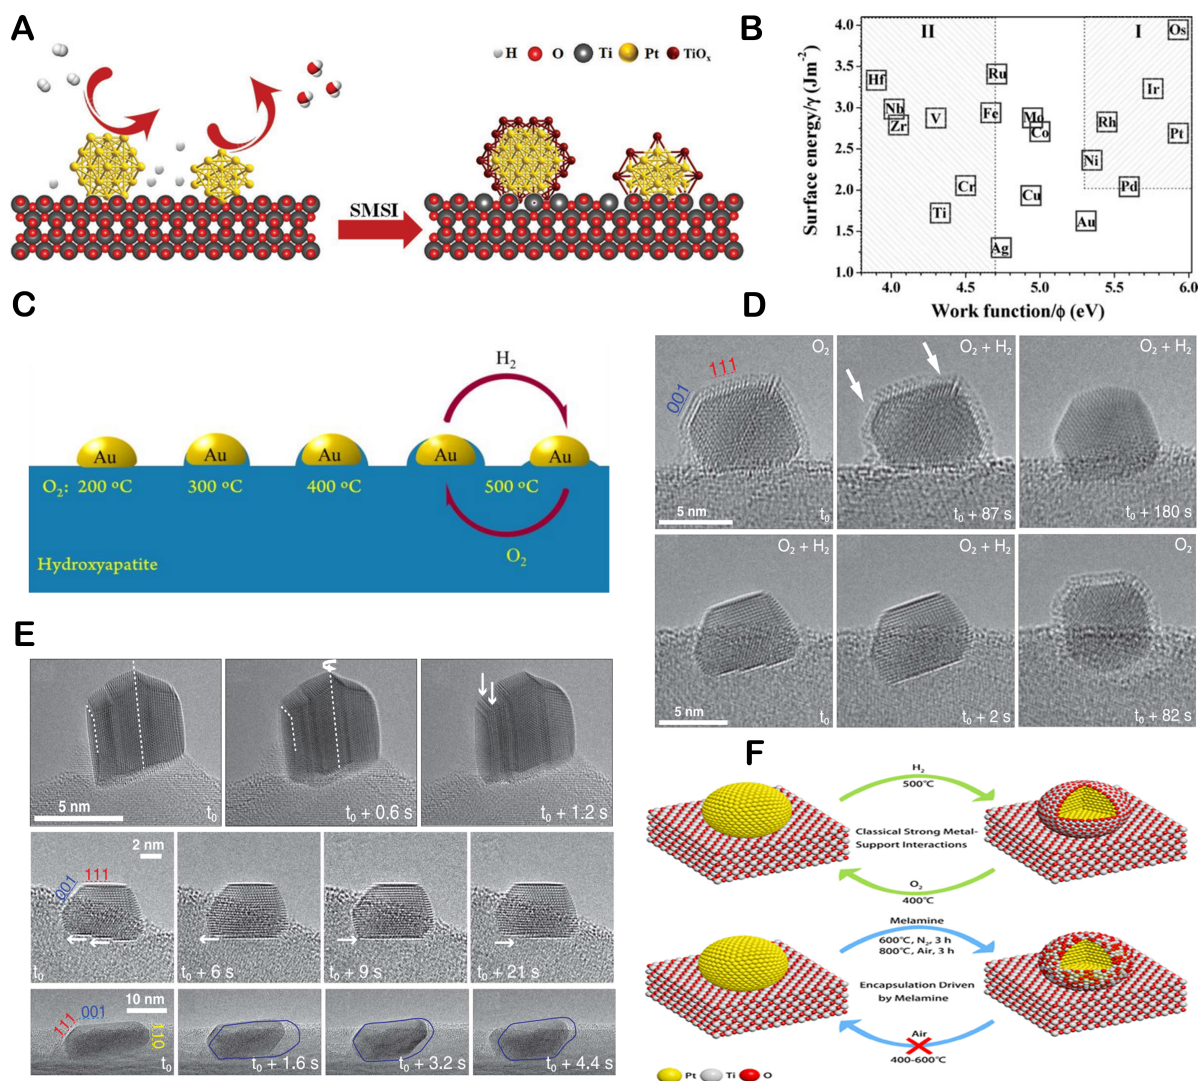 A
H O Ti Pt TiOₓ
SMSI
B
Surface energy/γ (Jm⁻²)
4.0
3.5
3.0
2.5
2.0
1.5
1.0
II
I
Os
Hf
Ru
Ir
Nb
Zr
V
Fe
Mo
Co
Rh
Pt
Ni
Cr
Cu
Pd
Ti
Au
Ag
4.0 4.5 5.0 5.5 6.0
Work function/ϕ (eV)
C
H₂
Au Au Au Au Au
O₂: 200 ºC 300 ºC 400 ºC 500 ºC
O₂
Hydroxyapatite
D
O₂
001
111
5 nm
t₀
O₂ + H₂
t₀ + 87 s
O₂ + H₂
t₀ + 180 s
O₂ + H₂
5 nm
t₀
O₂ + H₂
t₀ + 2 s
O₂
t₀ + 82 s
E
5 nm
t₀
t₀ + 0.6 s
t₀ + 1.2 s
2 nm
001
111
t₀
t₀ + 6 s
t₀ + 9 s
t₀ + 21 s
10 nm
111
001
110
t₀
t₀ + 1.6 s
t₀ + 3.2 s
t₀ + 4.4 s
F
H₂
500℃
Classical Strong Metal-
Support Interactions
O₂
400℃
Melamine
600℃, N₂, 3 h
800℃, Air, 3 h
Encapsulation Driven
by Melamine
Air
400-600℃
Pt Ti O